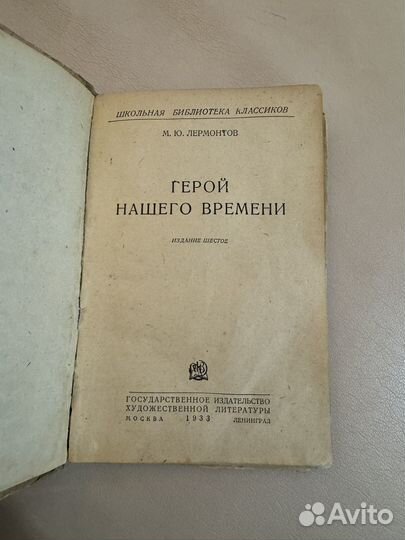 ШКОЛЬНАЯ БИБЛИОТЕКА КЛАССИКОВ
М. Ю. ЛЕРМОНТОВ
ГЕРОЙ
НАШЕГО ВРЕМЕНИ
ИЗДАНИЕ ШЕСТОЕ
ГОСУДАРСТВЕННОЕ ИЗДАТЕЛЬСТВО
ХУДОЖЕСТВЕННОЙ ЛИТЕРАТУРЫ
МОСКВА 1933 ЛЕНИНГРАД
Avito